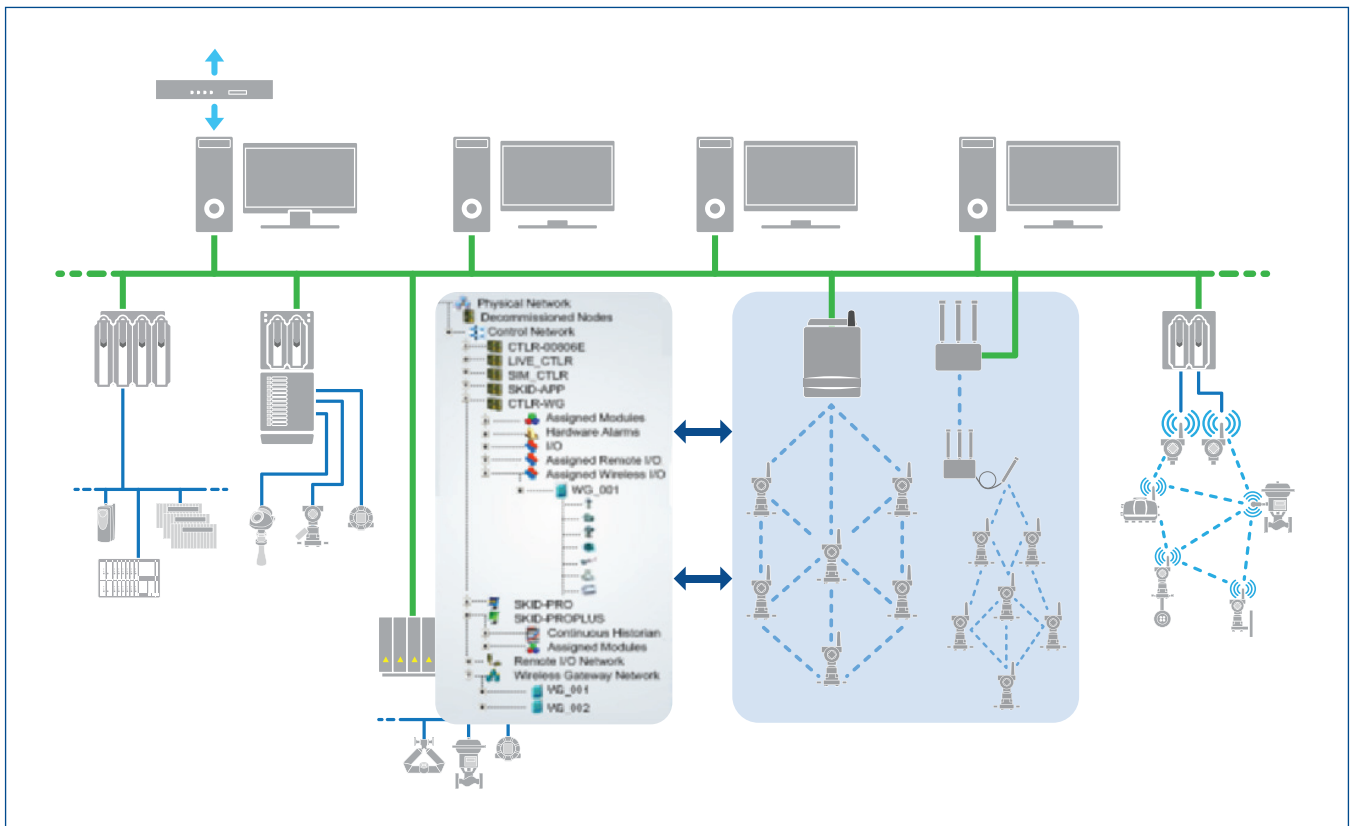 Physical Network
Decommissioned Nodes
Control Network
CTLR-00606E
LIVE_CTLR
SIM_CTLR
SKID-APP
CTLR-WG
Assigned Modules
Hardware Alarms
I/O
Assigned Remote I/O
Assigned Wireless I/O
WG_001
SKID-PRO
SKID-PROPLUS
Continuous Historian
Assigned Modules
Remote I/O Network
Wireless Gateway Network
WG_001
WG_002